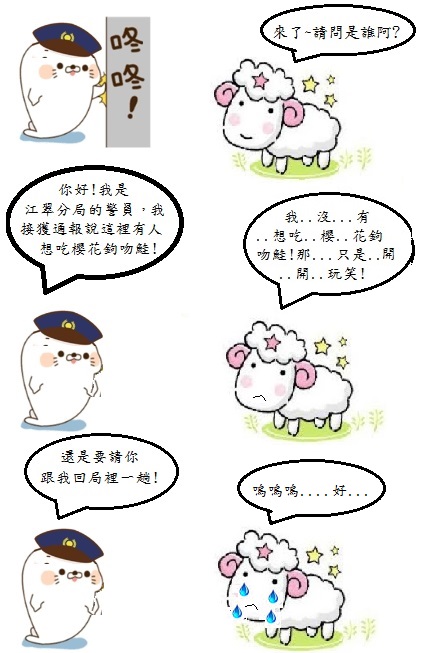 咚
咚!
來了~請問是誰阿?
你好!我是
江翠分局的警員，我
接獲通報說這裡有人
想吃櫻花鉤吻鮭!
我..沒...有
..想吃..櫻..花鉤
吻鮭!那...只是..開
..開..玩笑!
還是要請你
跟我回局裡一趟!
嗚嗚嗚....好...